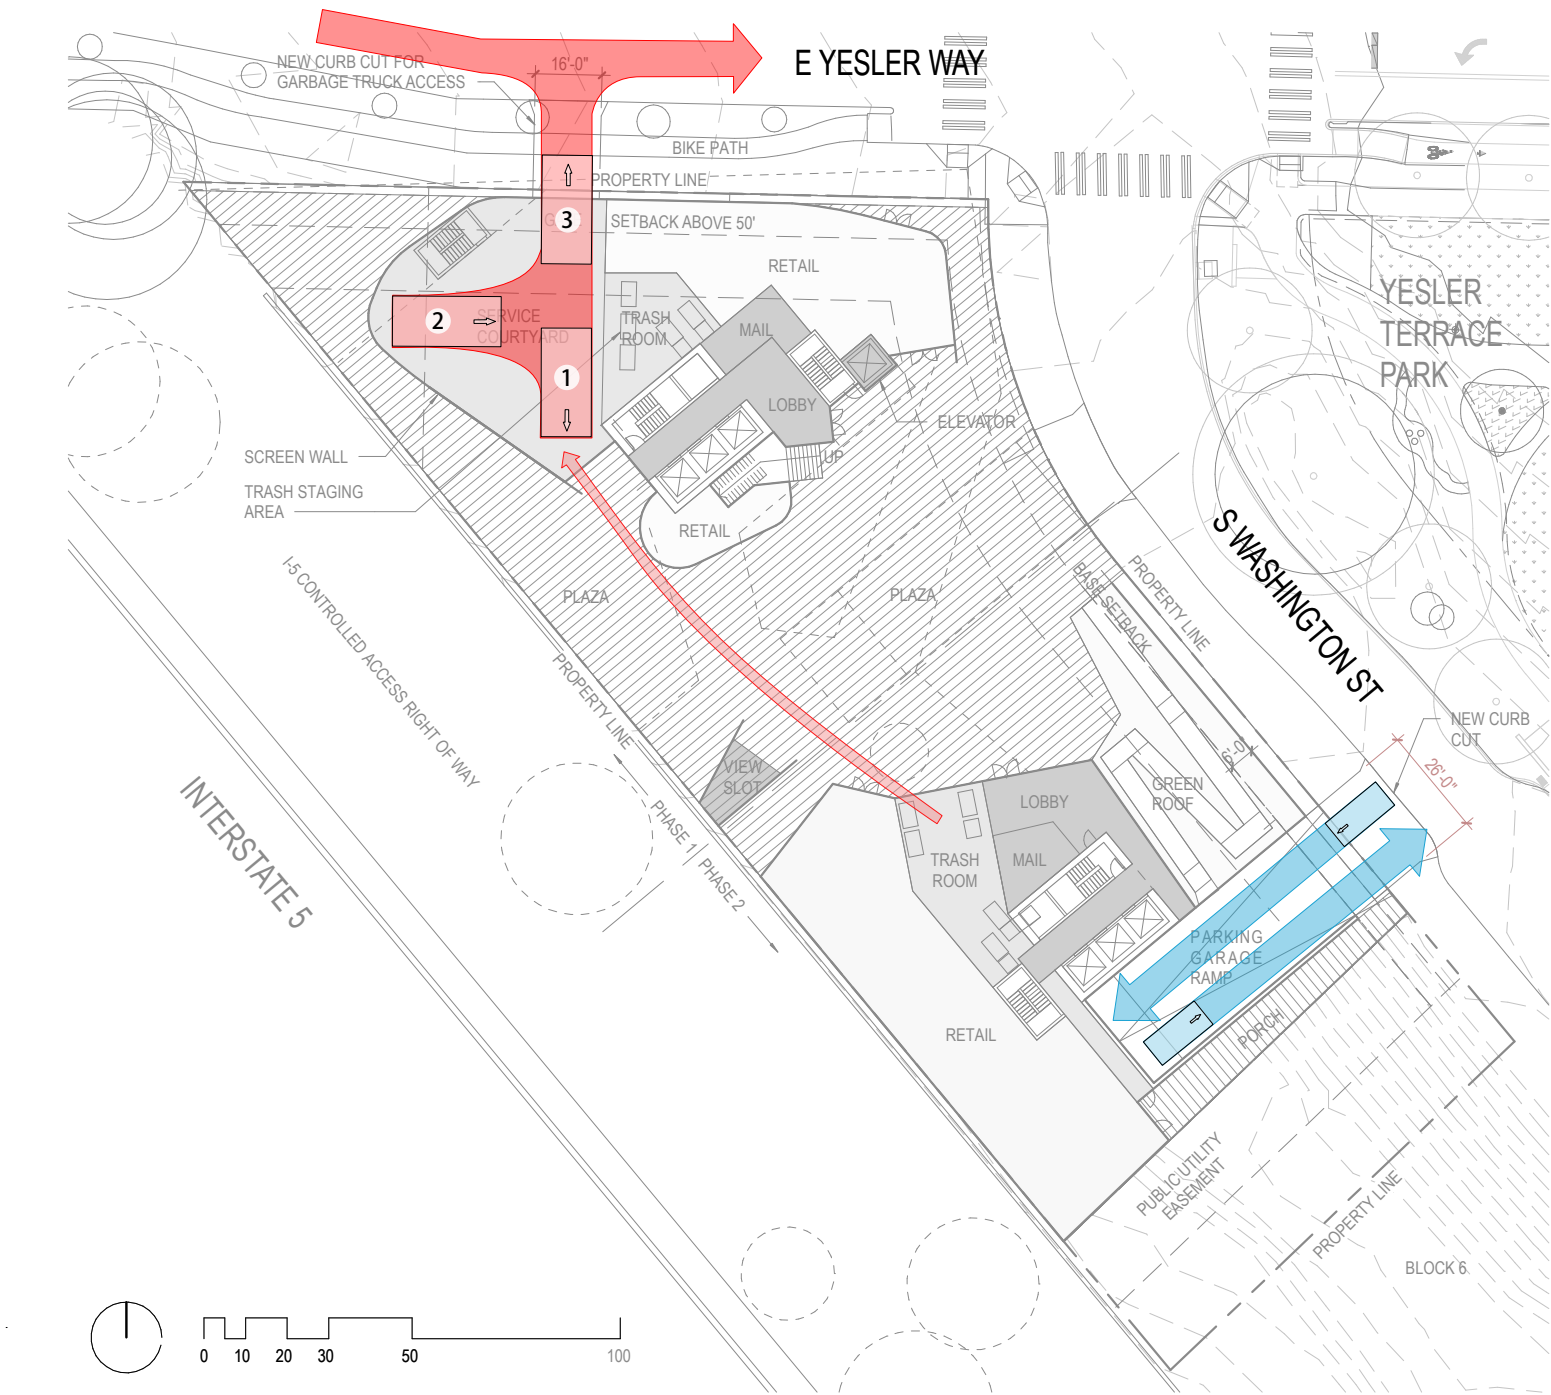 E YESLER WAY
NEW CURB CUT FOR
GARBAGE TRUCK ACCESS
16'-0"
BIKE PATH
PROPERTY LINE
3
SETBACK ABOVE 50'
RETAIL
YESLER
TERRACE
PARK
2
SERVICE
COURTYARD
TRASH
ROOM
MAIL
1
LOBBY
ELEVATOR
UP
SCREEN WALL
TRASH STAGING
AREA
RETAIL
S WASHINGTON ST
I-5 CONTROLLED ACCESS RIGHT OF WAY
PLAZA
PLAZA
BASE SETBACK
PROPERTY LINE
PROPERTY LINE
NEW CURB
CUT
26'-0"
6'-0"
VIEW
SLOT
GREEN
ROOF
INTERSTATE 5
PHASE 1
PHASE 2
LOBBY
TRASH
ROOM
MAIL
PARKING
GARAGE
RAMP
RETAIL
PORCH
PUBLIC UTILITY
EASEMENT
PROPERTY LINE
BLOCK 6
0 10 20 30 50 100